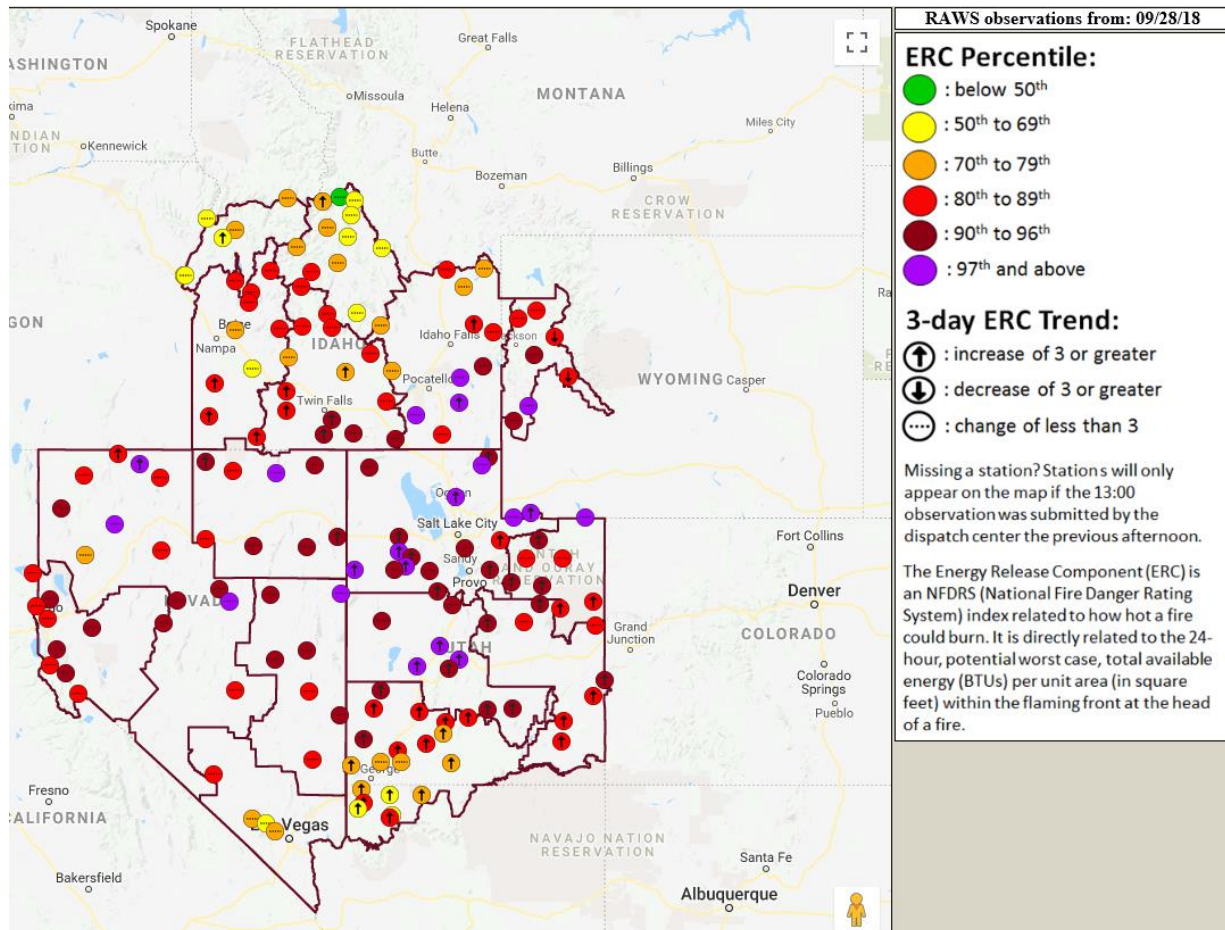 Spokane
FLATHEAD
RESERVATION
Great Falls
ASHINGTON
Missoula
Helena
MONTANA
Miles City
INDIAN
TION
Kennewick
Butte
Billings
Bozeman
CROW
RESERVATION
GON
Nampa
IDAHO
Idaho Falls
Pocatello
WYOMING
Casper
Twin Falls
Salt Lake City
Sandy
Provo
AND OURAY
RESERVATION
Fort Collins
Denver
NEVAD
UTAH
Grand
Junction
COLORADO
Colorado
Springs
Pueblo
George
Fresno
CALIFORNIA
Vegas
NAVAJO NATION
RESERVATION
Santa Fe
Bakersfield
Albuquerque
RAWS observations from: 09/28/18
ERC Percentile:
: below 50th
: 50th to 69th
: 70th to 79th
: 80th to 89th
: 90th to 96th
: 97th and above
3-day ERC Trend:
: increase of 3 or greater
: decrease of 3 or greater
: change of less than 3
Missing a station? Stations will only
appear on the map if the 13:00
observation was submitted by the
dispatch center the previous afternoon.
The Energy Release Component (ERC) is
an NFDRS (National Fire Danger Rating
System) index related to how hot a fire
could burn. It is directly related to the 24-
hour, potential worst case, total available
energy (BTUs) per unit area (in square
feet) within the flaming front at the head
of a fire.